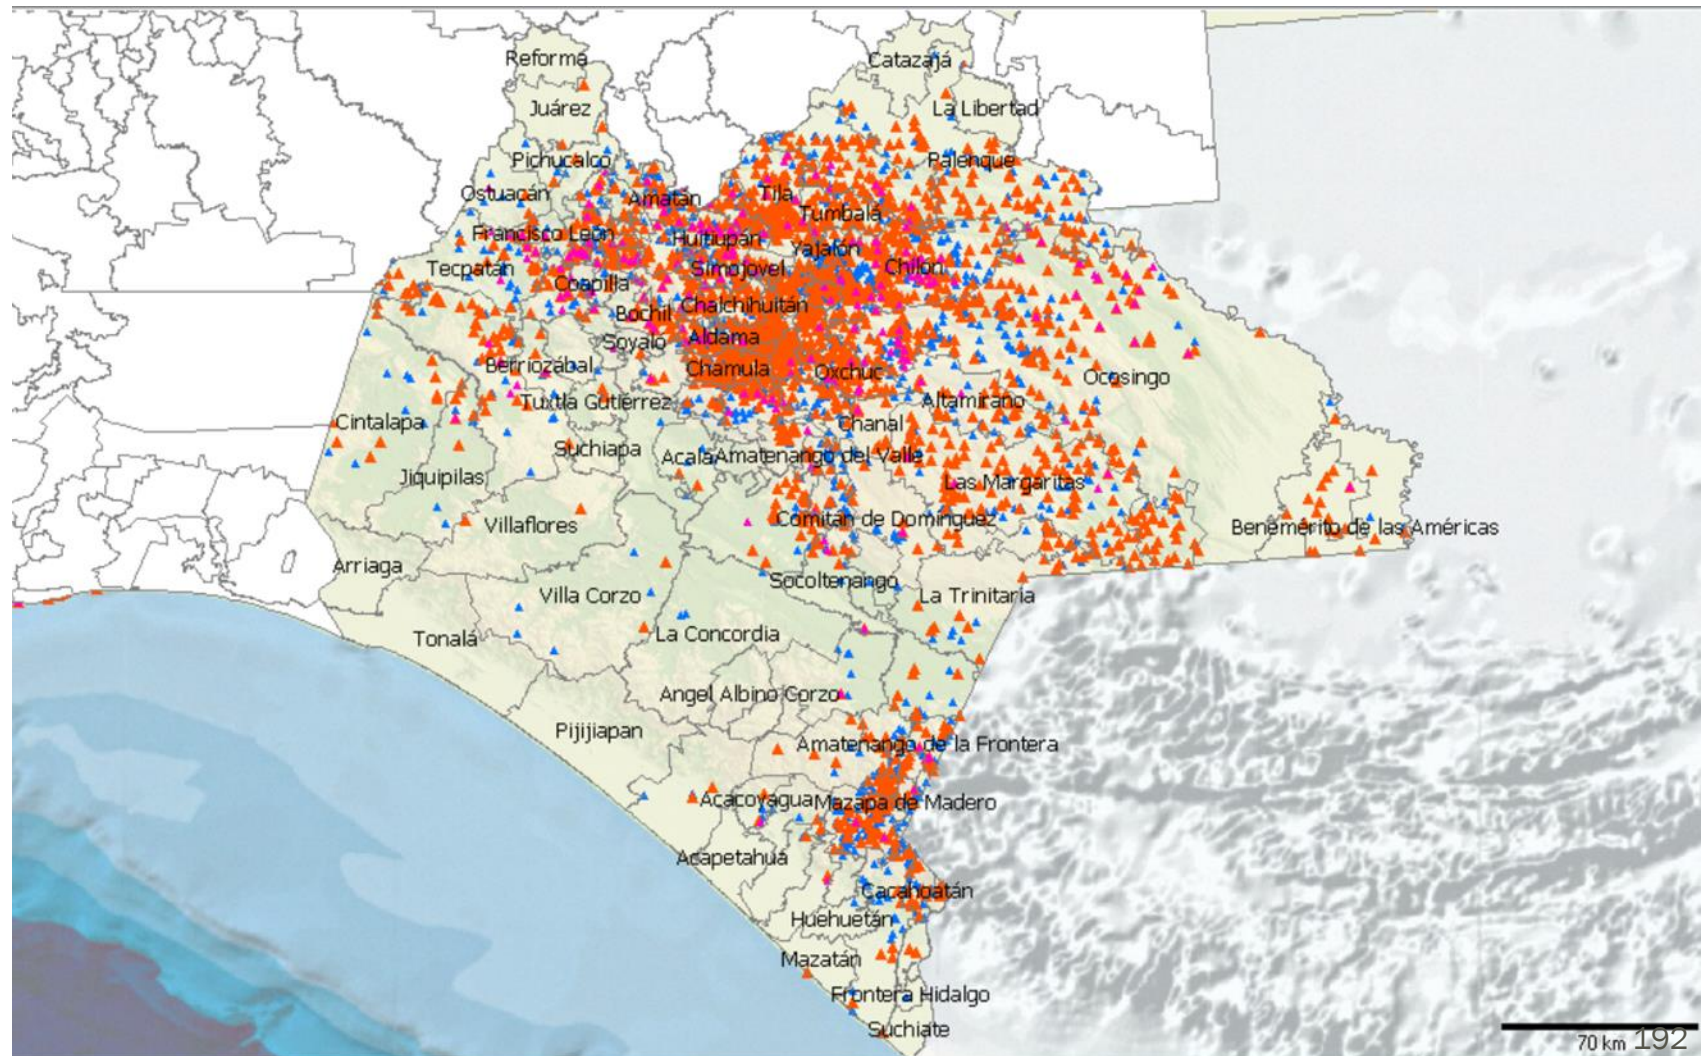 Reforma
Catazajá
Juárez
La Libertad
Pichucalco
Palenque
Ostuacán
Amatán
Tila
Tumbalá
Francisco León
Huitiupán
Yajalón
Tecpatán
Simojovel
Chilón
Coapilla
Bochil
Chalchihuitán
Soyaló
Aldama
Berriozábal
Chamula
Oxchuc
Ocosingo
Tuxtla Gutiérrez
Altamirano
Cintalapa
Chanal
Suchiapa
Acala
Amatenango del Valle
Jiquipilas
Las Margaritas
Villaflores
Comitán de Domínguez
Benemérito de las Américas
Arriaga
Socoltenango
Villa Corzo
La Trinitaria
Tonalá
La Concordia
Angel Albino Corzo
Pijijiapan
Amatenango de la Frontera
Acacoyagua
Mazapa de Madero
Acapetahua
Cacahoatán
Huehuetán
Mazatán
Frontera Hidalgo
Suchiate
70 km
192